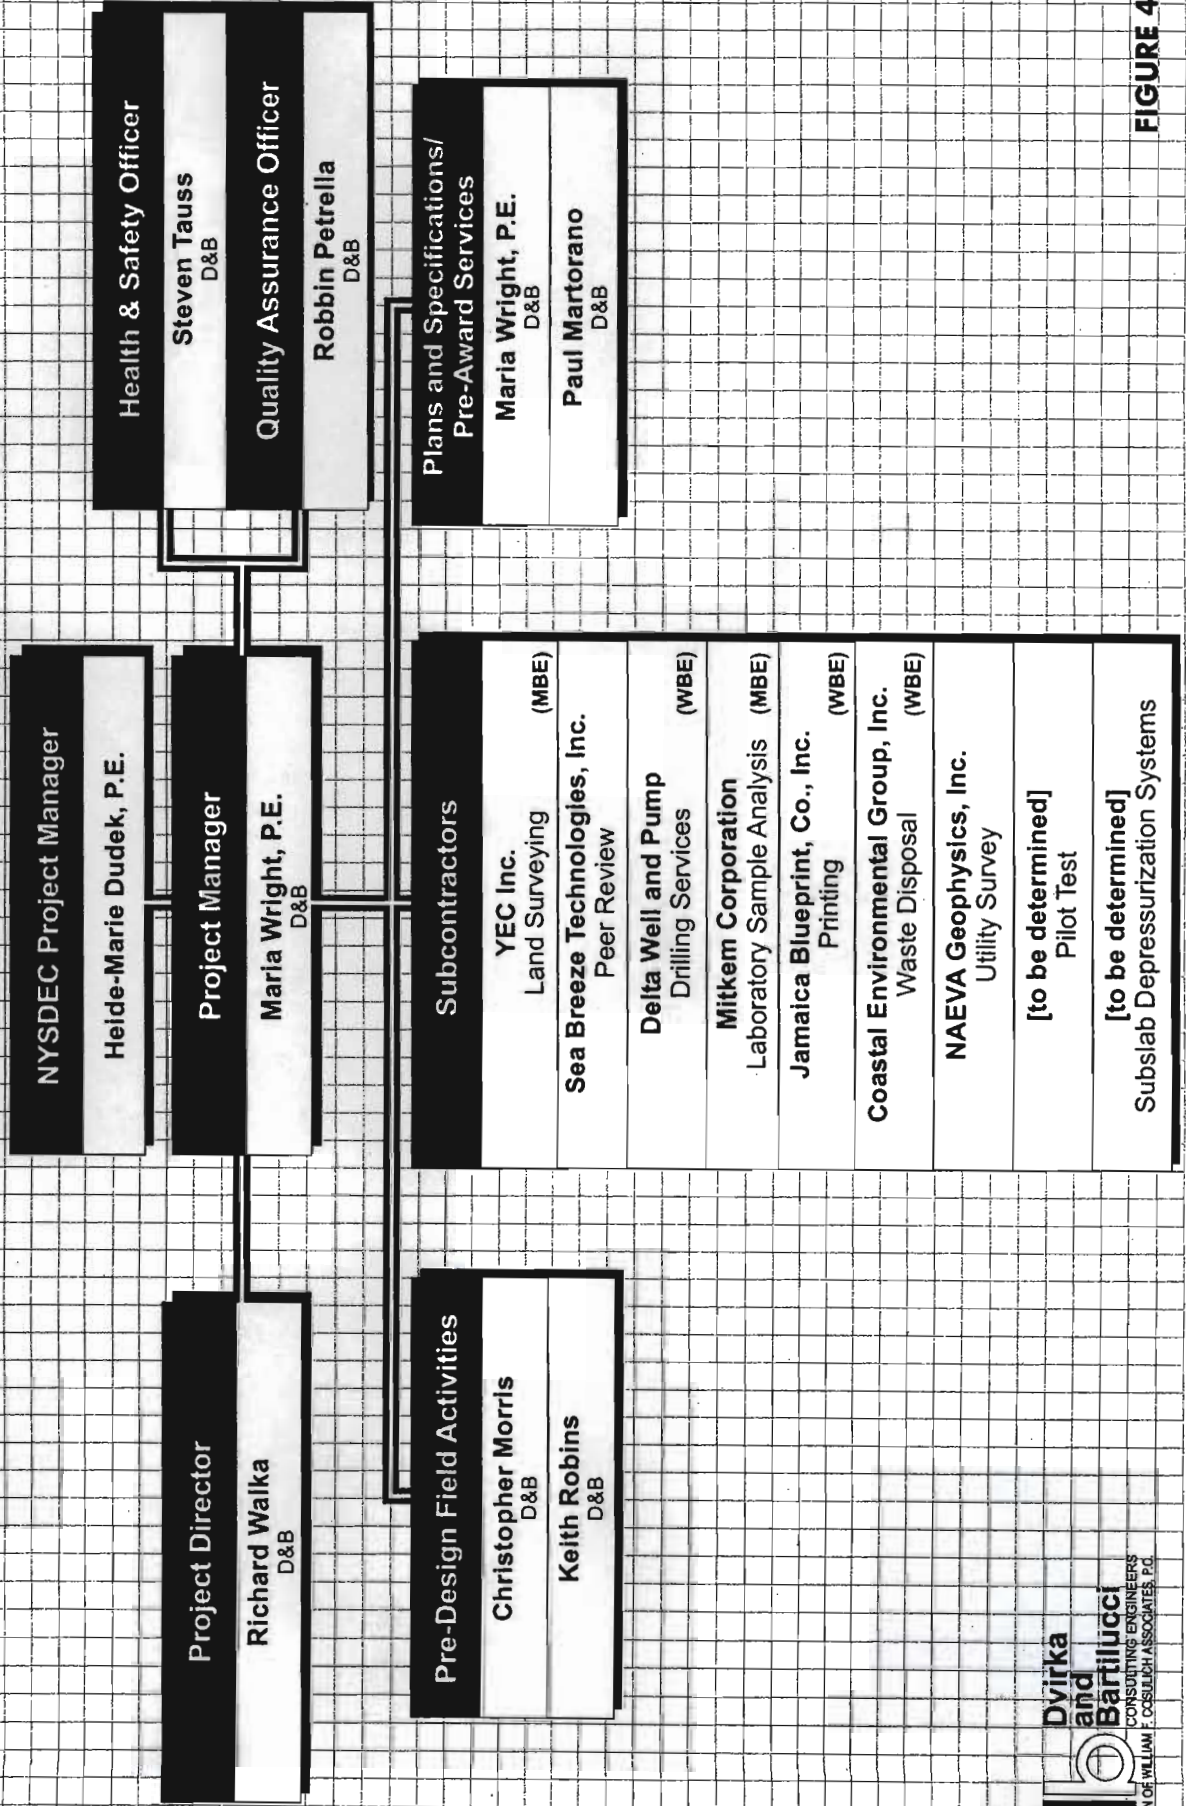 NYSDEC Project Manager
Heide-Marie Dudek, P.E.
Project Director
Richard Walka
D&B
Project Manager
Maria Wright, P.E.
D&B
Health & Safety Officer
Steven Tauss
D&B
Quality Assurance Officer
Robbin Petrella
D&B
Pre-Design Field Activities
Christopher Morris
D&B
Keith Robins
D&B
Subcontractors
YEC Inc.
Land Surveying (MBE)
Sea Breeze Technologies, Inc.
Peer Review
Delta Well and Pump
Drilling Services (WBE)
Mitkem Corporation
Laboratory Sample Analysis (MBE)
Jamaica Blueprint, Co., Inc.
Printing (WBE)
Coastal Environmental Group, Inc.
Waste Disposal (WBE)
NAEVA Geophysics, Inc.
Utility Survey
[to be determined]
Pilot Test
[to be determined]
Subslab Depressurization Systems
Plans and Specifications/
Pre-Award Services
Maria Wright, P.E.
D&B
Paul Martorano
D&B
Dvirka
and
Bartilucci
CONSULTING ENGINEERS
OF WILLIAM F. COSULICH ASSOCIATES, P.C.
FIGURE 4